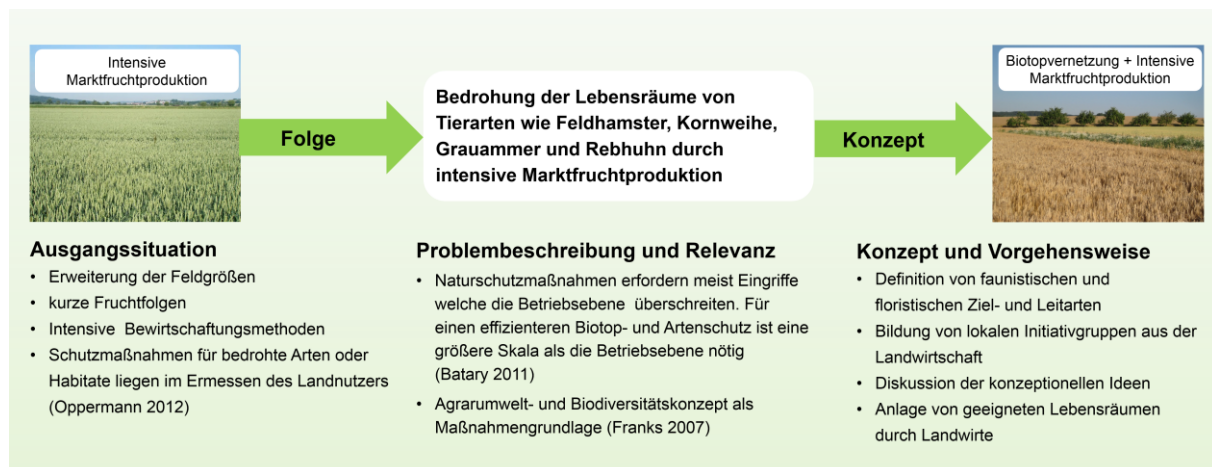 Intensive
Marktfruchtproduktion
Folge
Bedrohung der Lebensräume von
Tierarten wie Feldhamster, Kornweihe,
Grauammer und Rebhuhn durch
intensive Marktfruchtproduktion
Konzept
Biotopvernetzung + Intensive
Marktfruchtproduktion
Ausgangssituation
• Erweiterung der Feldgrößen
• kurze Fruchtfolgen
• Intensive Bewirtschaftungsmethoden
• Schutzmaßnahmen für bedrohte Arten oder
Habitate liegen im Ermessen des Landnutzers
(Oppermann 2012)
Problembeschreibung und Relevanz
• Naturschutzmaßnahmen erfordern meist Eingriffe
welche die Betriebsebene überschreiten. Für
einen effizienteren Biotop- und Artenschutz ist eine
größere Skala als die Betriebsebene nötig
(Batary 2011)
• Agrarumwelt- und Biodiversitätskonzept als
Maßnahmengrundlage (Franks 2007)
Konzept und Vorgehensweise
• Definition von faunistischen und
floristischen Ziel- und Leitarten
• Bildung von lokalen Initiativgruppen aus der
Landwirtschaft
• Diskussion der konzeptionellen Ideen
• Anlage von geeigneten Lebensräumen
durch Landwirte